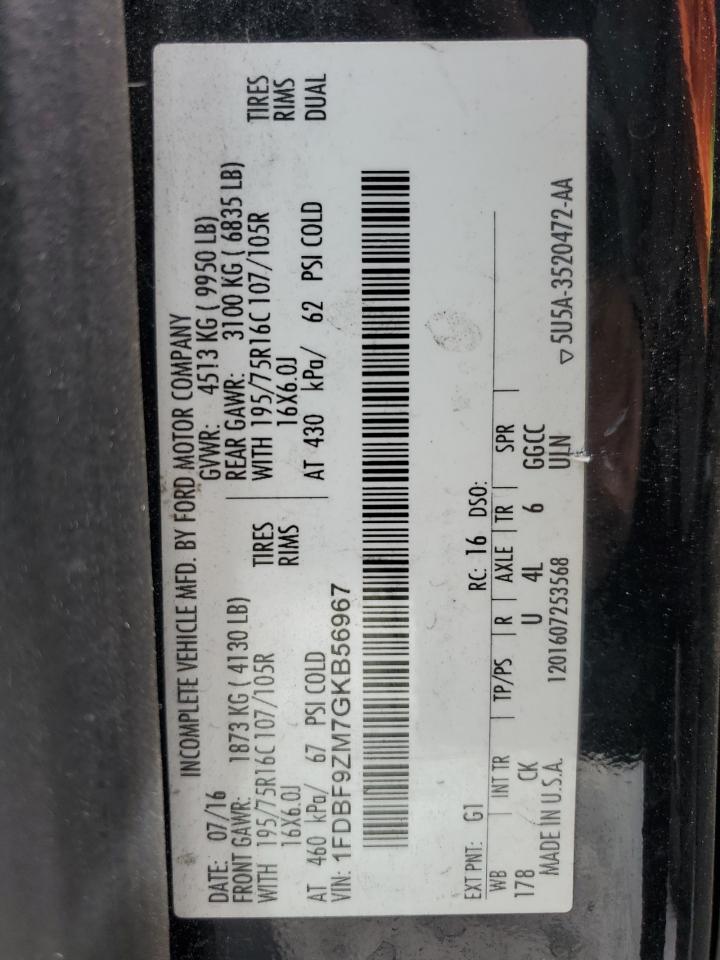 INCOMPLETE VEHICLE MFD. BY FORD MOTOR COMPANY
DATE: 07/16 GVWR: 4513 KG ( 9950 LB)
FRONT GAWR: 1873 KG ( 4130 LB) REAR GAWR: 3100 KG ( 6835 LB)
WITH 195/75R16C 107/105R TIRES WITH 195/75R16C 107/105R TIRES
16X6.0J RIMS 16X6.0J RIMS
AT 460 kPa/ 67 PSI COLD AT 430 kPa/ 62 PSI COLD DUAL
VIN: 1FDBF9ZM7GKB56967
EXT PNT: G1 RC: 16 DSO:
WB INT TR TP/PS R AXLE TR SPR
178 CK U 4L 6 GGCC
MADE IN U.S.A. 1201607253568 ULN
▽5U5A-3520472-AA